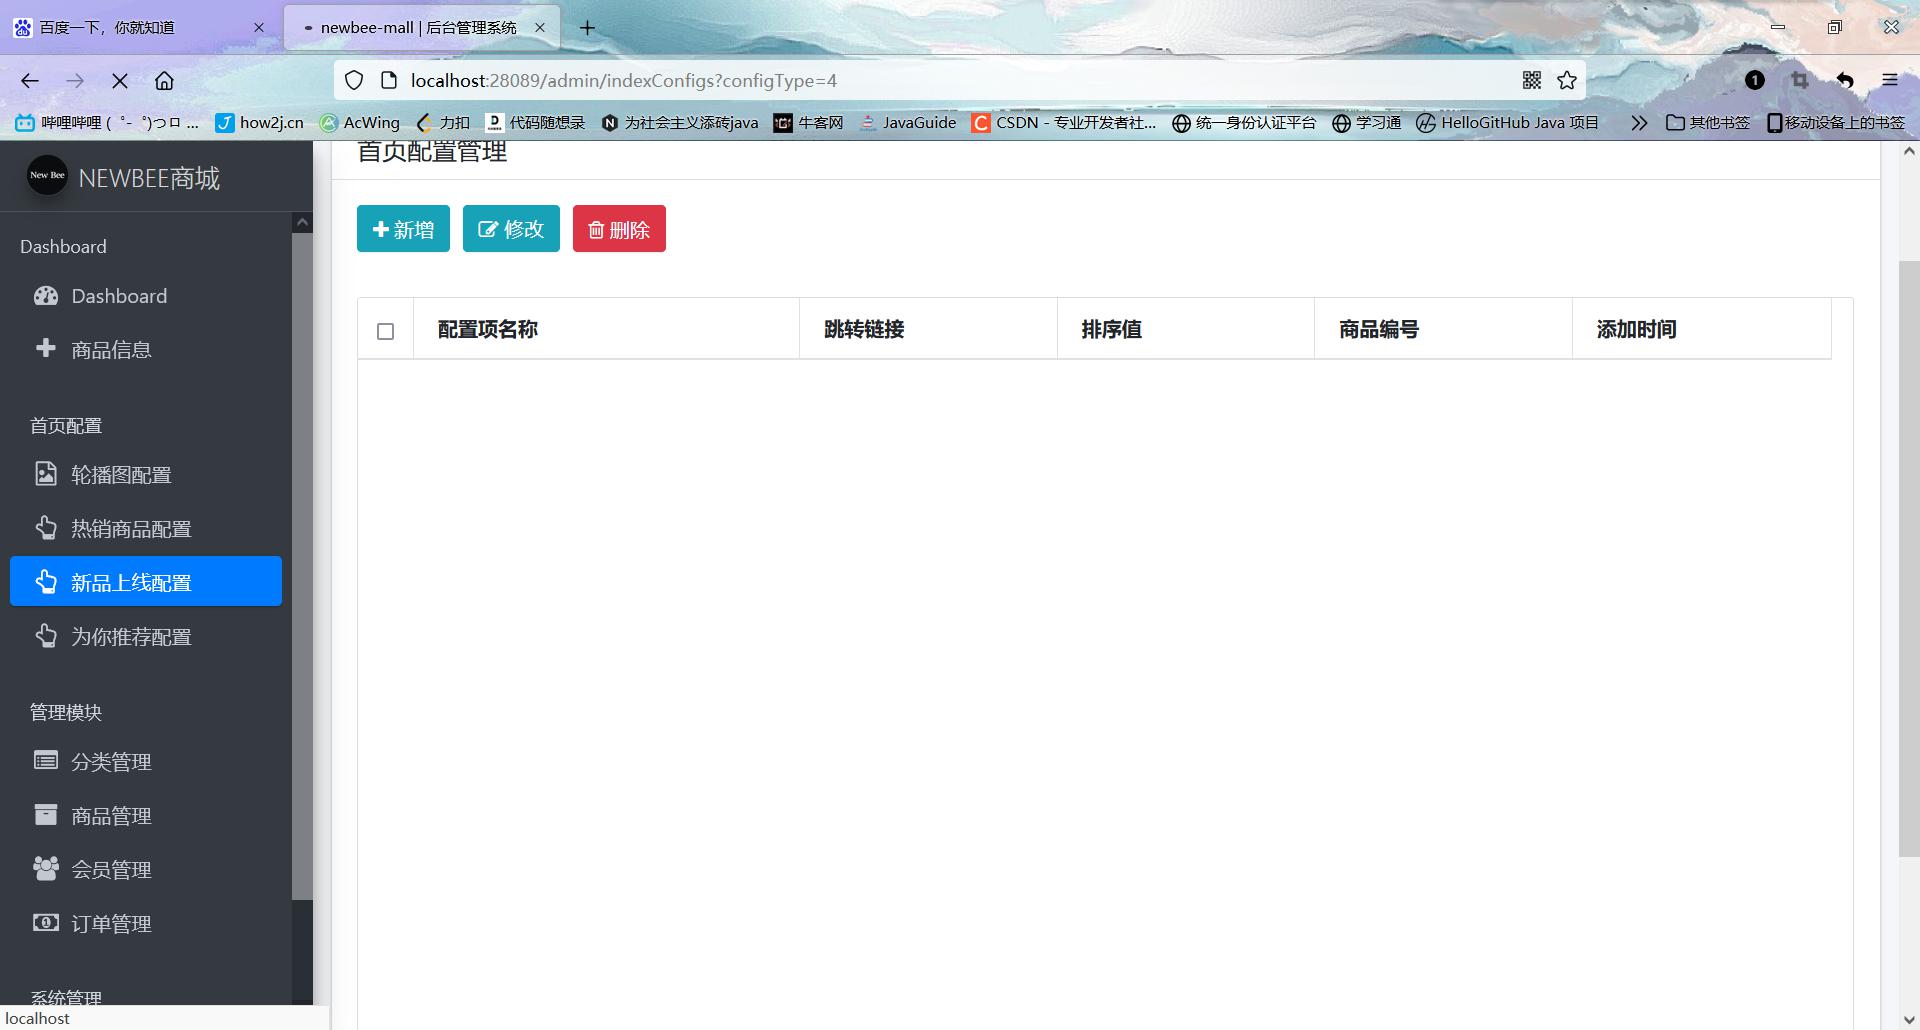 百度一下，你就知道
newbee-mall | 后台管理系统
localhost:28089/admin/indexConfigs?configType=4
哔哩哔哩 ( ゜- ゜)つロ ...
how2j.cn
AcWing
力扣
代码随想录
为社会主义添砖java
牛客网
JavaGuide
CSDN - 专业开发者社...
统一身份认证平台
学习通
HelloGitHub Java 项目
其他书签
移动设备上的书签
New Bee
NEWBEE商城
Dashboard
Dashboard
商品信息
首页配置
轮播图配置
热销商品配置
新品上线配置
为你推荐配置
管理模块
分类管理
商品管理
会员管理
订单管理
系统管理
localhost
首页配置管理
新增
修改
删除
配置项名称
跳转链接
排序值
商品编号
添加时间